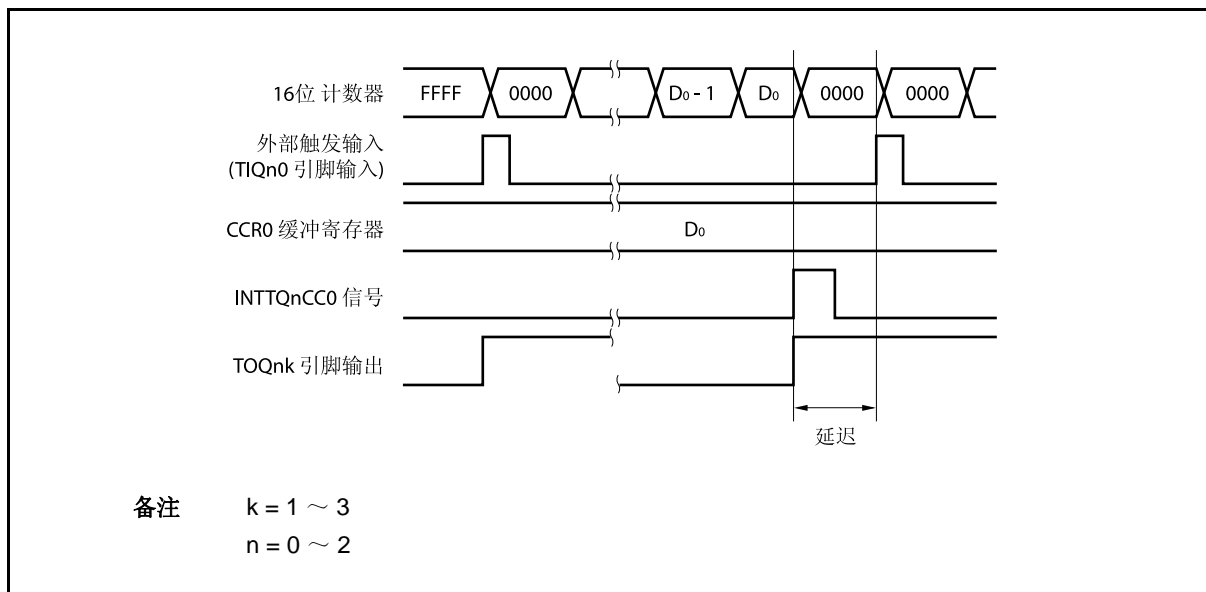 16位 计数器 FFFF 0000 D0 - 1 D0 0000 0000
外部触发输入
(TIQn0 引脚输入)
CCR0 缓冲寄存器 D0
INTTQnCC0 信号
TOQnk 引脚输出
延迟
备注 k = 1 ～ 3
n = 0 ～ 2